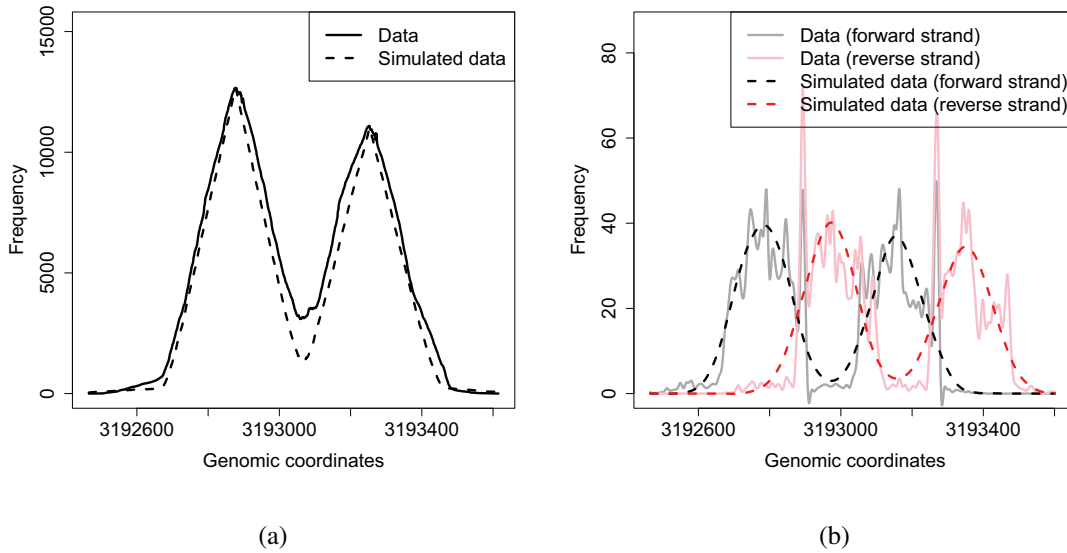 Data
Simulated data
Frequency
0
5000
10000
15000
3192600
3193000
3193400
Genomic coordinates
(a)
Data (forward strand)
Data (reverse strand)
Simulated data (forward strand)
Simulated data (reverse strand)
Frequency
0
20
40
60
80
3192600
3193000
3193400
Genomic coordinates
(b)